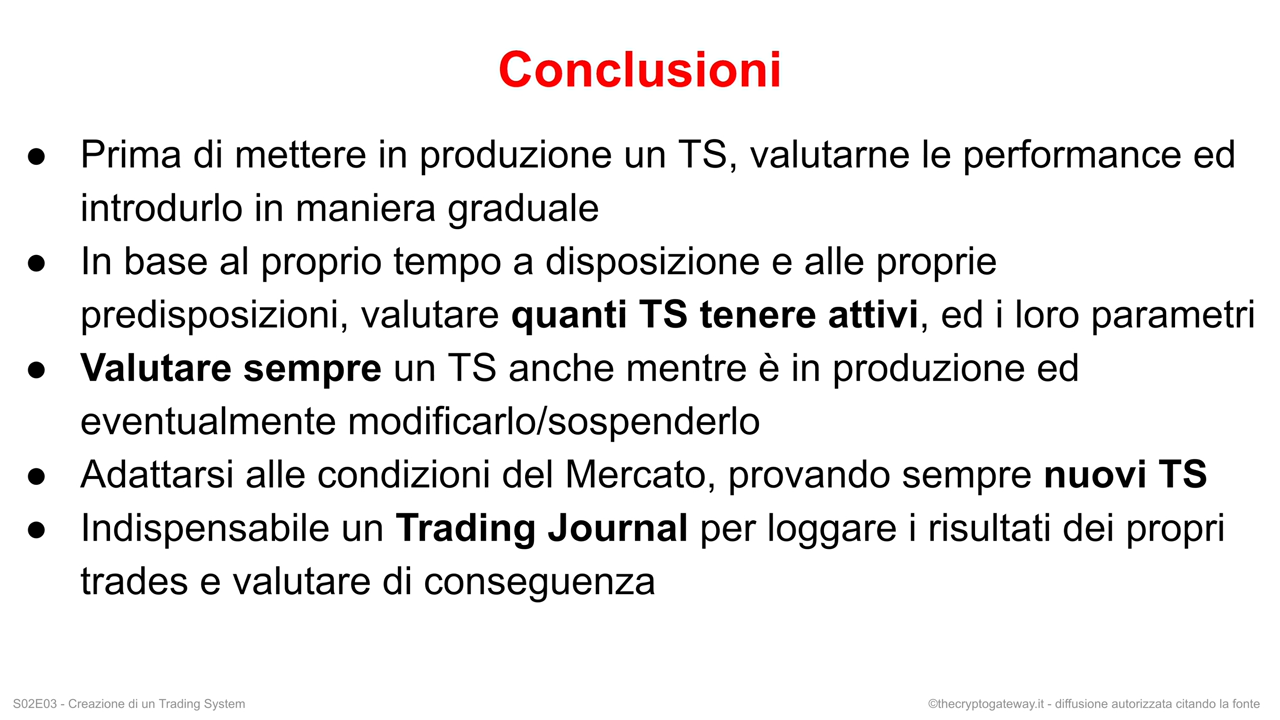 Conclusioni
● Prima di mettere in produzione un TS, valutarne le performance ed
introdurlo in maniera graduale
● In base al proprio tempo a disposizione e alle proprie
predisposizioni, valutare quanti TS tenere attivi, ed i loro parametri
● Valutare sempre un TS anche mentre è in produzione ed
eventualmente modificarlo/sospenderlo
● Adattarsi alle condizioni del Mercato, provando sempre nuovi TS
● Indispensabile un Trading Journal per loggare i risultati dei propri
trades e valutare di conseguenza
S02E03 - Creazione di un Trading System
©thecryptogateway.it - diffusione autorizzata citando la fonte